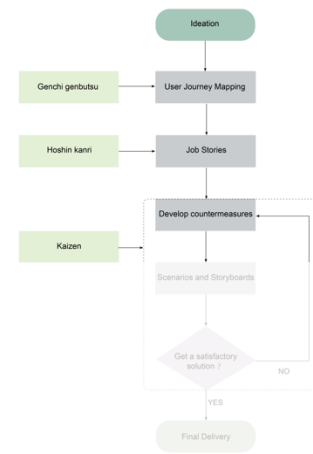 Ideation
Genchi genbutsu
User Journey Mapping
Hoshin kanri
Job Stories
Develop countermeasures
Kaizen
Scenarios and Storyboards
Get a satisfactory
solution ?
NO
YES
Final Delivery